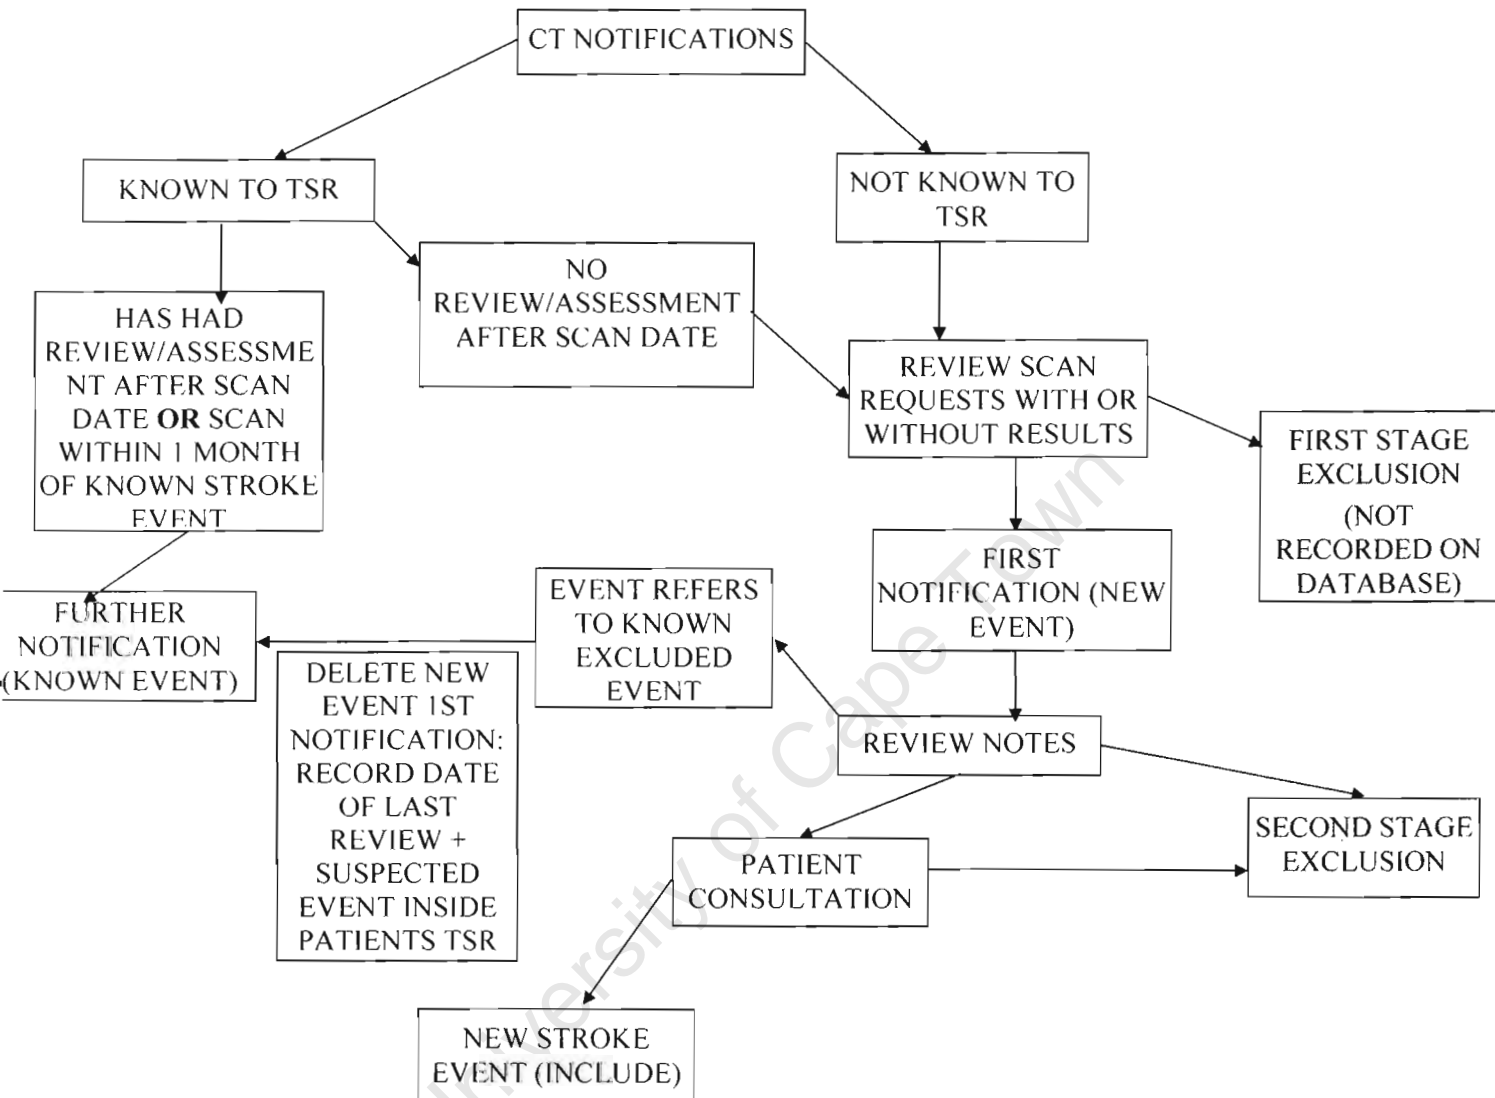 CT NOTIFICATIONS
KNOWN TO TSR
NOT KNOWN TO
TSR
HAS HAD
REVIEW/ASSESSME
NT AFTER SCAN
DATE OR SCAN
WITHIN 1 MONTH
OF KNOWN STROKE
EVENT
NO
REVIEW/ASSESSMENT
AFTER SCAN DATE
REVIEW SCAN
REQUESTS WITH OR
WITHOUT RESULTS
FIRST STAGE
EXCLUSION
(NOT
RECORDED ON
DATABASE)
FIRST
NOTIFICATION (NEW
EVENT)
EVENT REFERS
TO KNOWN
EXCLUDED
EVENT
FURTHER
NOTIFICATION
(KNOWN EVENT)
DELETE NEW
EVENT 1ST
NOTIFICATION:
RECORD DATE
OF LAST
REVIEW +
SUSPECTED
EVENT INSIDE
PATIENTS TSR
REVIEW NOTES
SECOND STAGE
EXCLUSION
PATIENT
CONSULTATION
NEW STROKE
EVENT (INCLUDE)
University of Cape Town